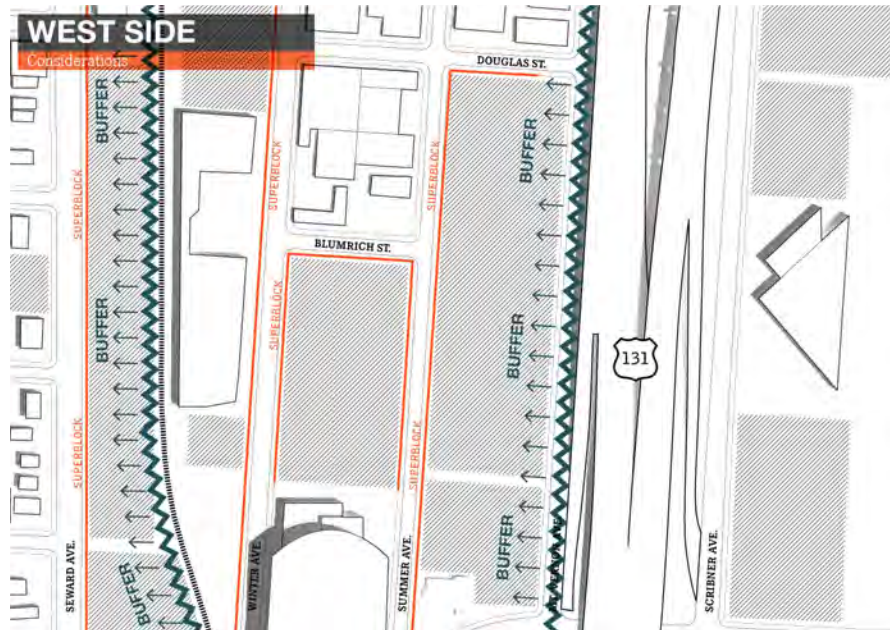 WEST SIDE
Considerations
DOUGLAS ST.
BUFFER
BUFFER
SUPERBLOCK
SUPERBLOCK
SUPERBLOCK
BLUMRICH ST.
BUFFER
SUPERBLOCK
BUFFER
131
SUPERBLOCK
SUPERBLOCK
BUFFER
SEWARD AVE.
WINTER AVE.
SUMMER AVE.
SCRIBNER AVE.
BUFFER